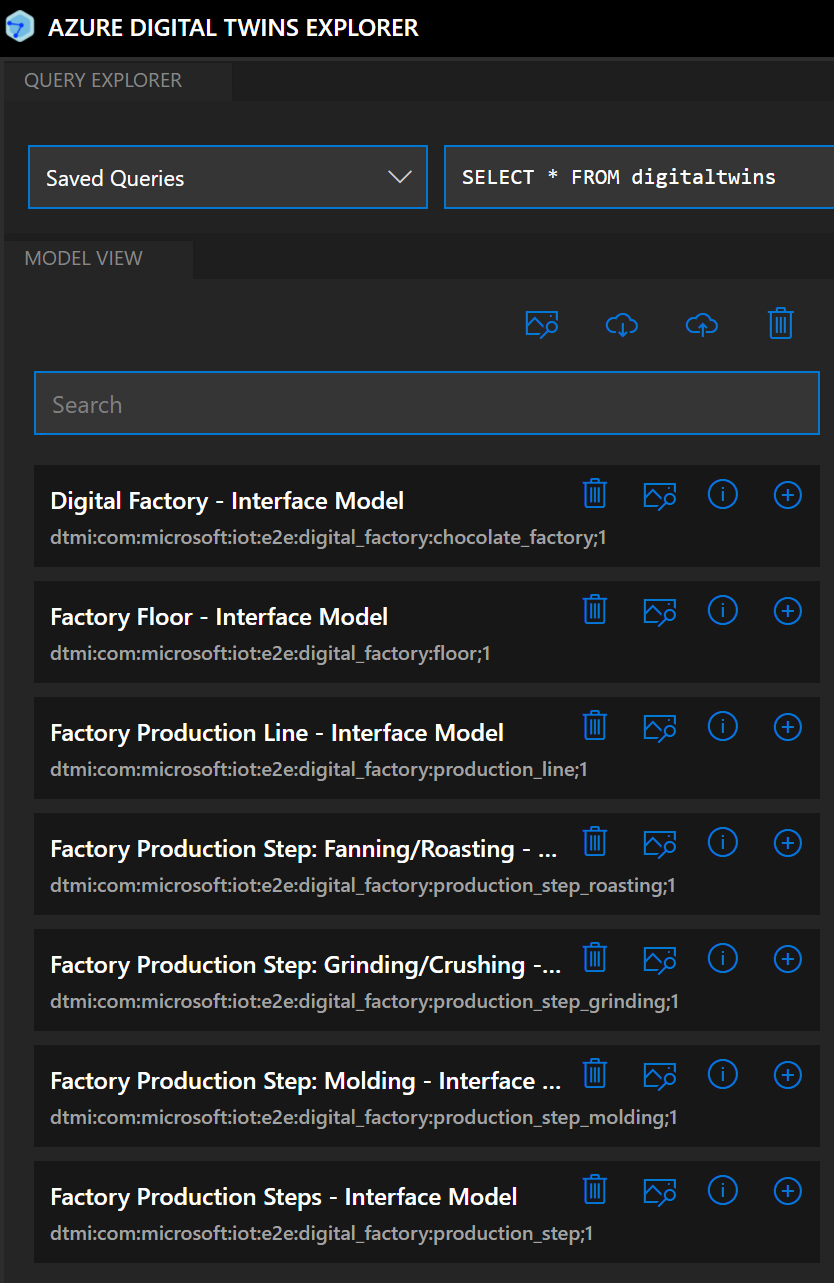 AZURE DIGITAL TWINS EXPLORER
QUERY EXPLORER
Saved Queries
SELECT * FROM digitaltwins
MODEL VIEW
Search
Digital Factory - Interface Model
dtmi:com:microsoft:iot:e2e:digital_factory:chocolate_factory;1
Factory Floor - Interface Model
dtmi:com:microsoft:iot:e2e:digital_factory:floor;1
Factory Production Line - Interface Model
dtmi:com:microsoft:iot:e2e:digital_factory:production_line;1
Factory Production Step: Fanning/Roasting - ...
dtmi:com:microsoft:iot:e2e:digital_factory:production_step_roasting;1
Factory Production Step: Grinding/Crushing -...
dtmi:com:microsoft:iot:e2e:digital_factory:production_step_grinding;1
Factory Production Step: Molding - Interface ...
dtmi:com:microsoft:iot:e2e:digital_factory:production_step_molding;1
Factory Production Steps - Interface Model
dtmi:com:microsoft:iot:e2e:digital_factory:production_step;1